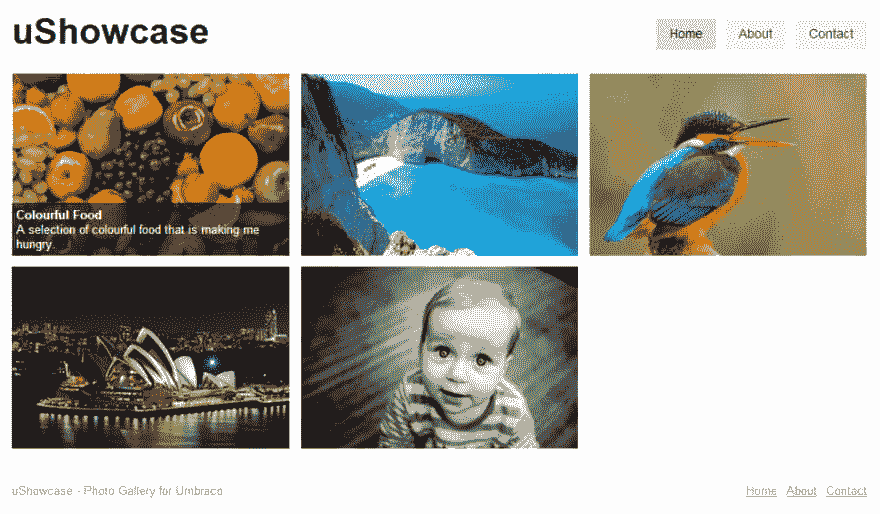 uShowcase
Home About Contact
Colourful Food
A selection of colourful food that is making me
hungry.
uShowcase - Photo Gallery for Umbraco
Home About Contact